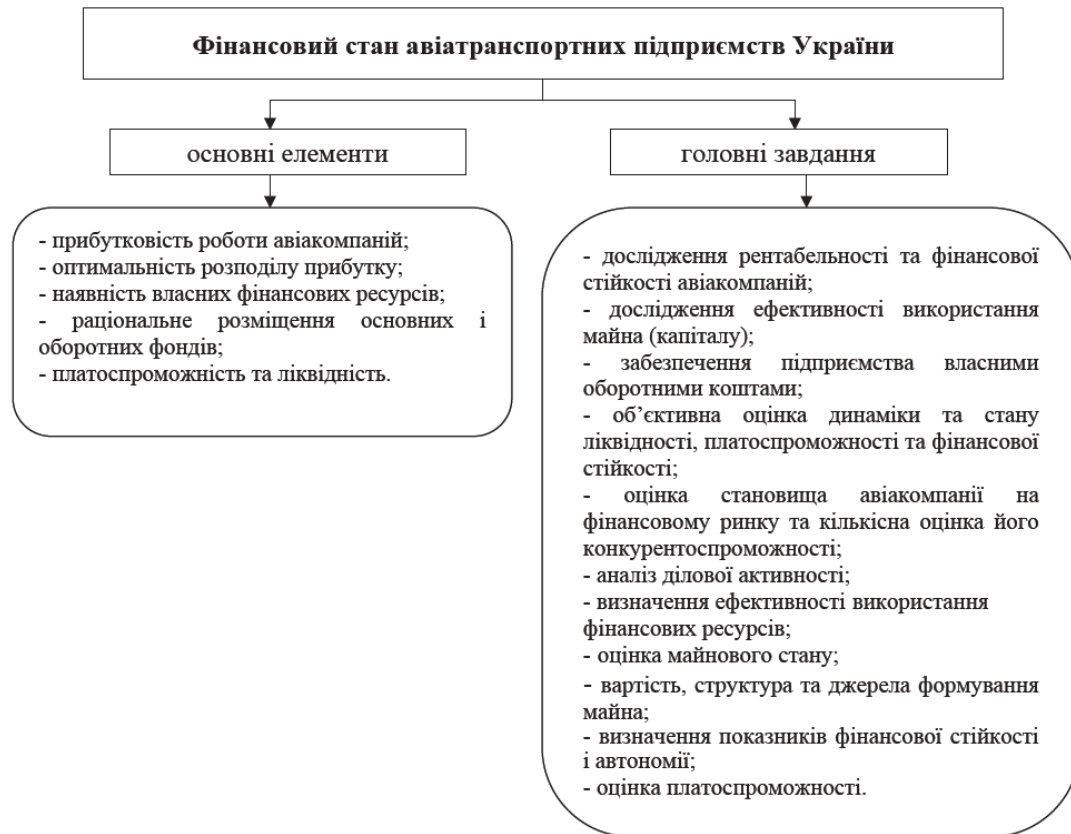 Фінансовий стан авіатранспортних підприємств України
основні елементи
головні завдання
- прибутковість роботи авіакомпаній;
- оптимальність розподілу прибутку;
- наявність власних фінансових ресурсів;
- раціональне розміщення основних і
оборотних фондів;
- платоспроможність та ліквідність.
- дослідження рентабельності та фінансової
стійкості авіакомпаній;
- дослідження ефективності використання
майна (капіталу);
- забезпечення підприємства власними
оборотними коштами;
- об’єктивна оцінка динаміки та стану
ліквідності, платоспроможності та фінансової
стійкості;
- оцінка становища авіакомпанії на
фінансовому ринку та кількісна оцінка його
конкурентоспроможності;
- аналіз ділової активності;
- визначення ефективності використання
фінансових ресурсів;
- оцінка майнового стану;
- вартість, структура та джерела формування
майна;
- визначення показників фінансової стійкості
і автономії;
- оцінка платоспроможності.